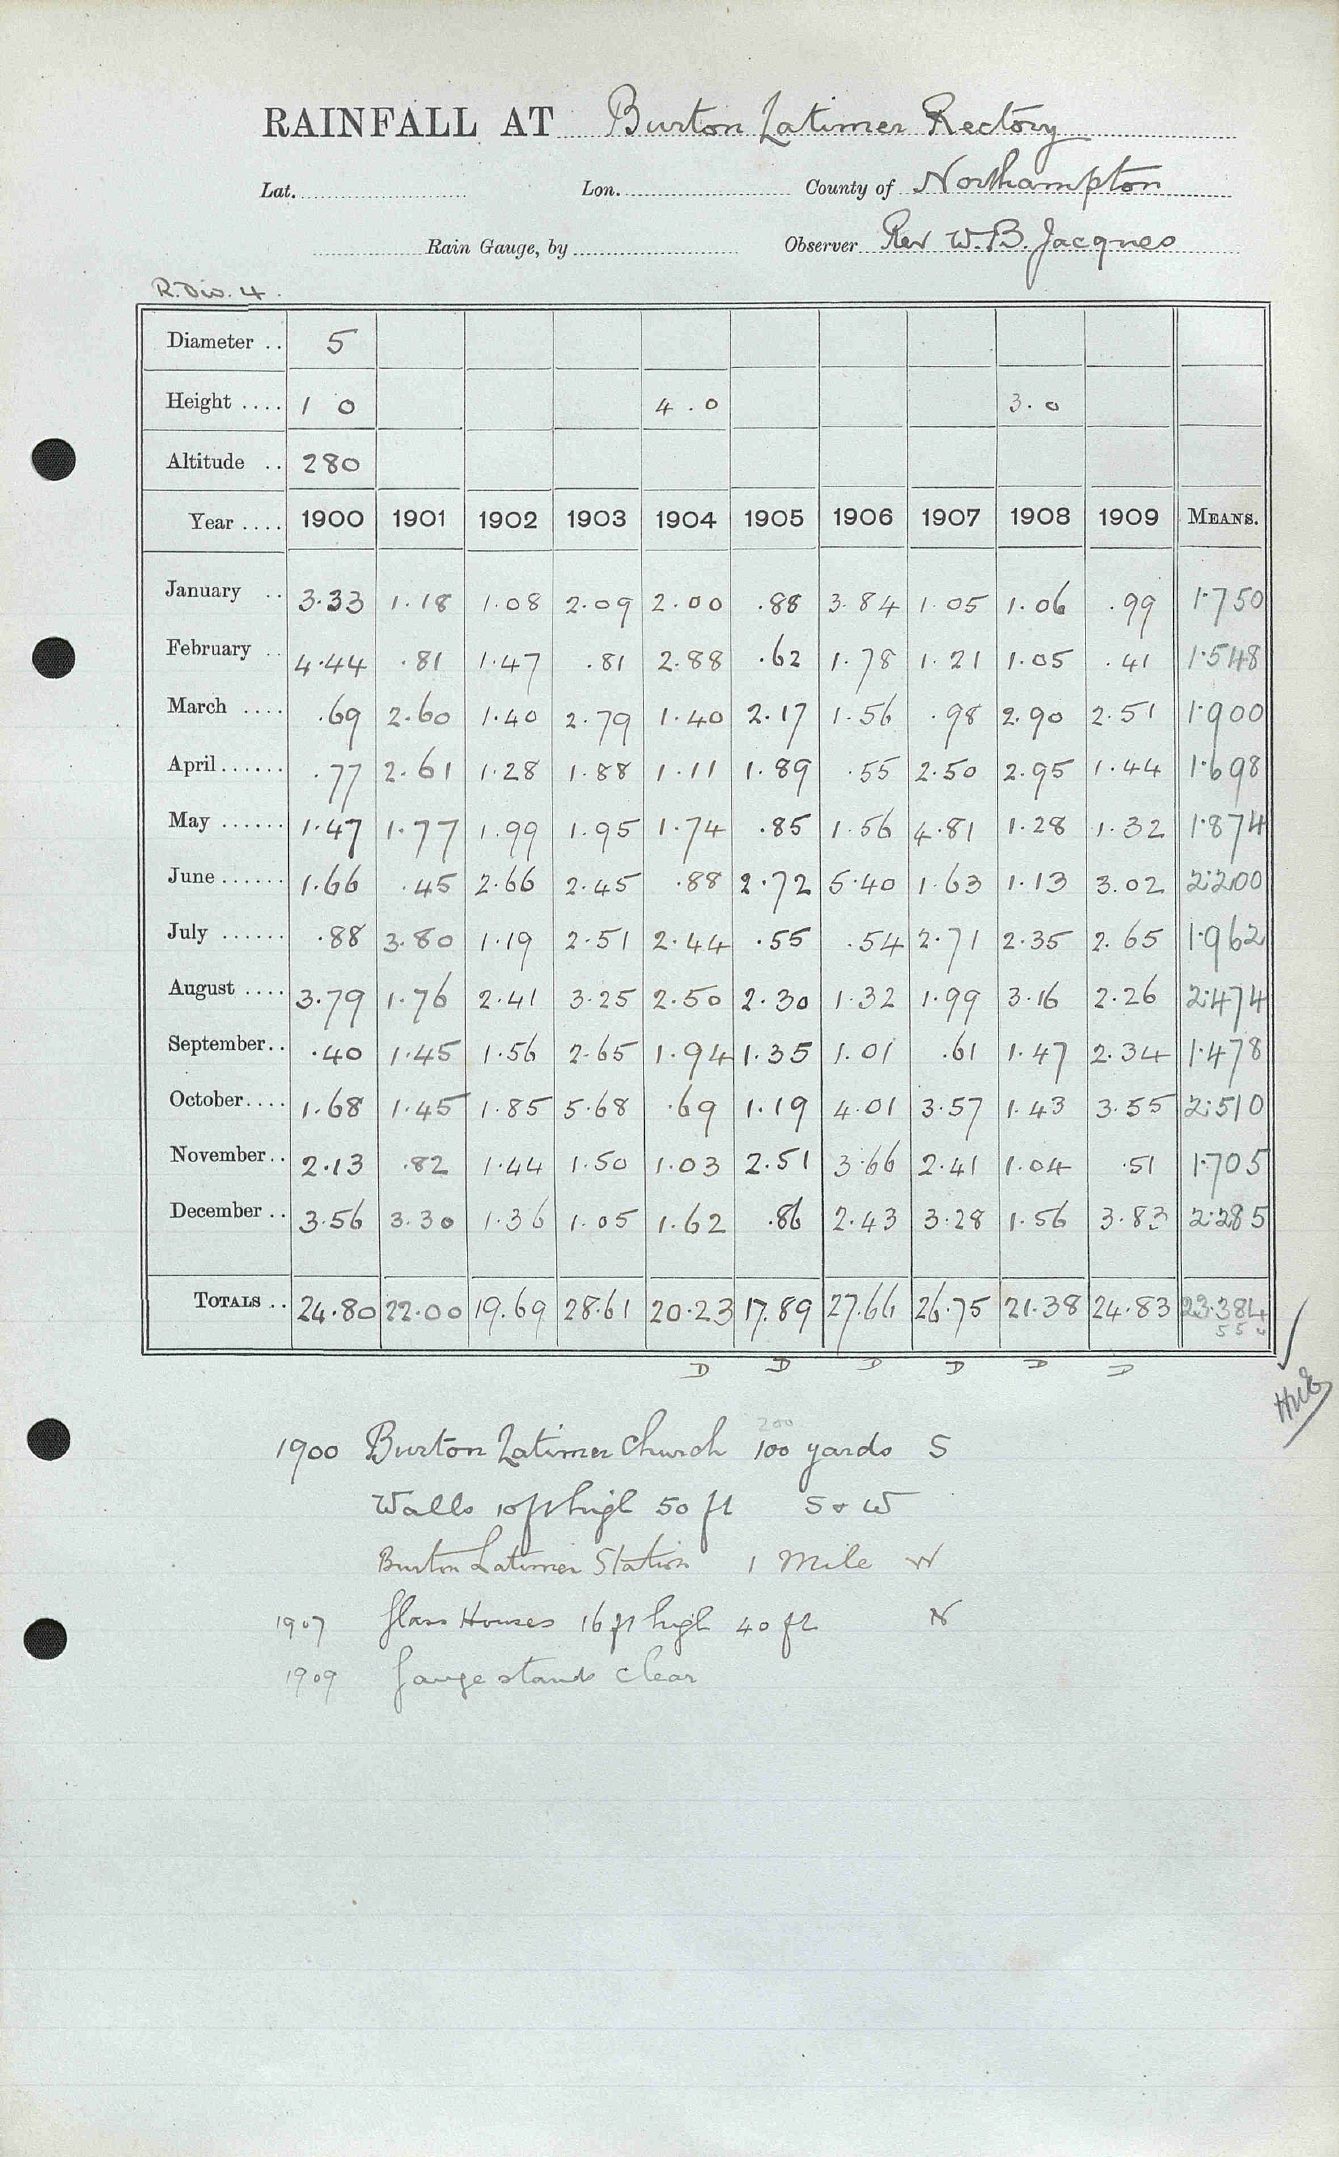 RAINFALL AT Burton Latimer Rectory
Lat. Lon. County of Northampton
Rain Gauge, by Observer Rev W. B. Jacques
R. Div. 4.
Diameter .. 5
Height .... 1 0 4.0 3.0
Altitude .. 280
Year .... 1900 1901 1902 1903 1904 1905 1906 1907 1908 1909 MEANS.
January .. 3.33 1.18 1.08 2.09 2.00 .88 3.84 1.05 1.06 .99 1.750
February .. 4.44 .81 1.47 .81 2.88 .62 1.78 1.21 1.05 .41 1.548
March .... .69 2.60 1.40 2.79 1.40 2.17 1.56 .98 2.90 2.51 1.900
April ...... .77 2.61 1.28 1.88 1.11 1.89 .55 2.50 2.95 1.44 1.698
May ...... 1.47 1.77 1.99 1.95 1.74 .85 1.56 4.81 1.28 1.32 1.874
June ...... 1.66 .45 2.66 2.45 .88 2.72 5.40 1.63 1.13 3.02 2.200
July ...... .88 3.80 1.19 2.51 2.44 .55 .54 2.71 2.35 2.65 1.962
August .... 3.79 1.76 2.41 3.25 2.50 2.30 1.32 1.99 3.16 2.26 2.474
September .. .40 1.45 1.56 2.65 1.94 1.35 1.01 .61 1.47 2.34 1.478
October .... 1.68 1.45 1.85 5.68 .69 1.19 4.01 3.57 1.43 3.55 2.510
November .. 2.13 .82 1.44 1.50 1.03 2.51 3.66 2.41 1.04 .51 1.705
December .. 3.56 3.30 1.36 1.05 1.62 .86 2.43 3.28 1.56 3.83 2.285
TOTALS .. 24.80 22.00 19.69 28.61 20.23 17.89 27.66 26.75 21.38 24.83 23.384
D D D D D D
200
1900 Burton Latimer Church 100 yards S
Walls 10 ft high 50 ft S & W
Burton Latimer Station 1 Mile W
1907 Glass Houses 16 ft high 40 ft N
1909 Gauge stands clear